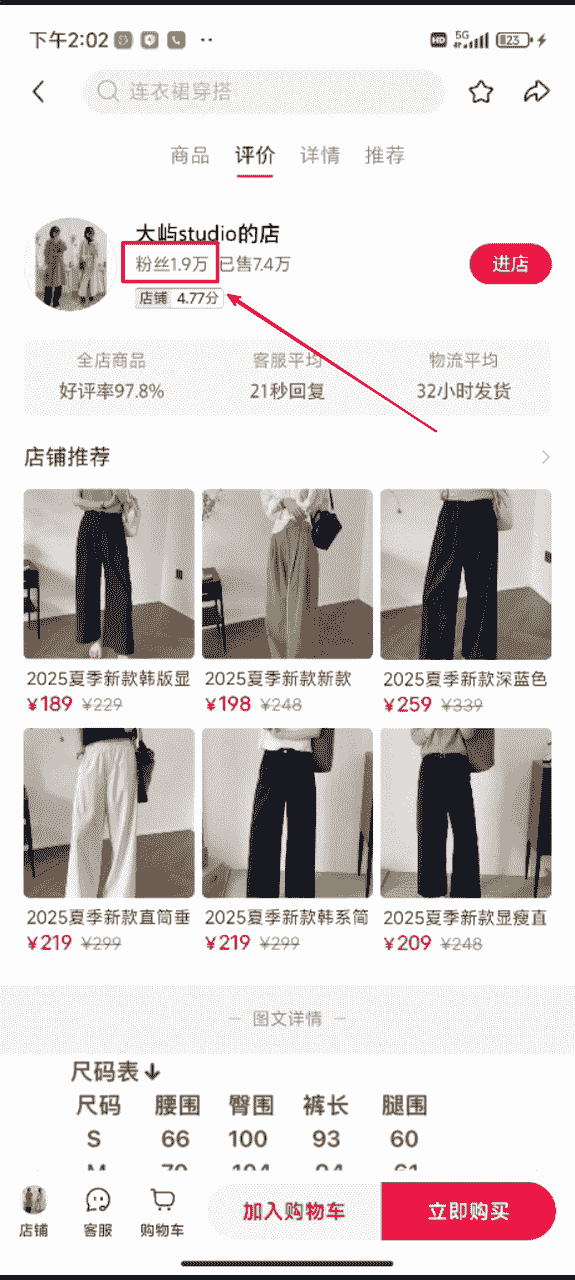 下午2:02
HD 5G 23
连衣裙穿搭
商品 评价 详情 推荐
大屿studio的店
粉丝1.9万 已售7.4万
进店
店铺 4.77分
全店商品 客服平均 物流平均
好评率97.8% 21秒回复 32小时发货
店铺推荐
2025夏季新款韩版显 2025夏季新款新款 2025夏季新款深蓝色
¥189 ¥229 ¥198 ¥248 ¥259 ¥339
2025夏季新款直筒垂 2025夏季新款韩系简 2025夏季新款显瘦直
¥219 ¥299 ¥219 ¥299 ¥209 ¥248
图文详情
尺码表
尺码 腰围 臀围 裤长 腿围
S 66 100 93 60
店铺 客服 购物车 加入购物车 立即购买